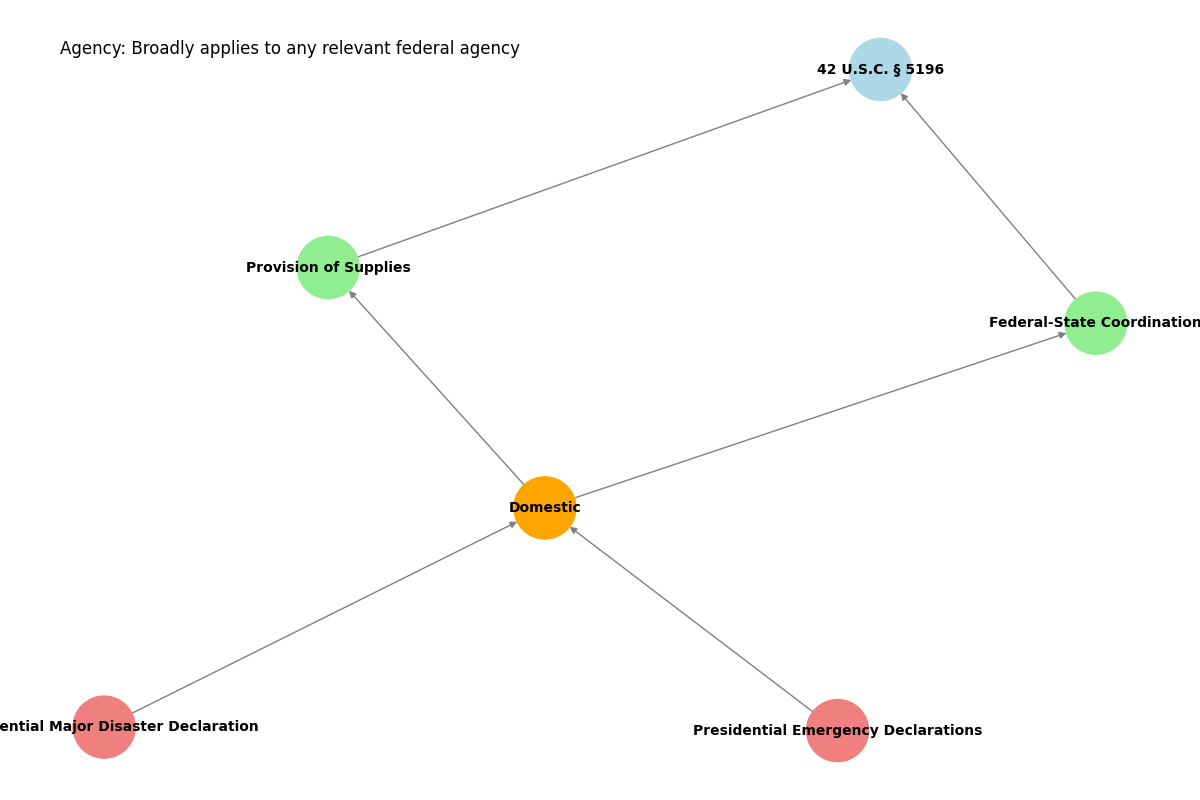 Agency: Broadly applies to any relevant federal agency
42 U.S.C. § 5196
Provision of Supplies
Federal-State Coordination
Domestic
ential Major Disaster Declaration
Presidential Emergency Declarations